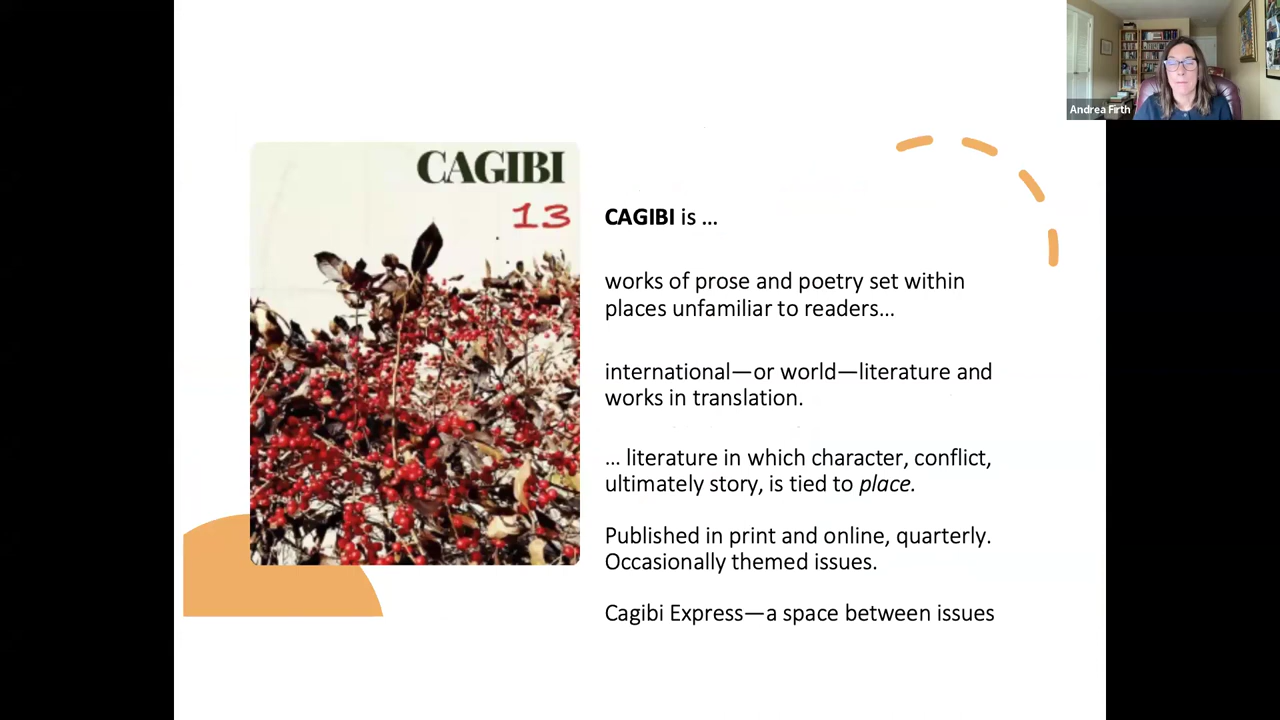 Andrea Firth
CAGIBI
13
CAGIBI is ...
works of prose and poetry set within
places unfamiliar to readers...
international—or world—literature and
works in translation.
... literature in which character, conflict,
ultimately story, is tied to place.
Published in print and online, quarterly.
Occasionally themed issues.
Cagibi Express—a space between issues